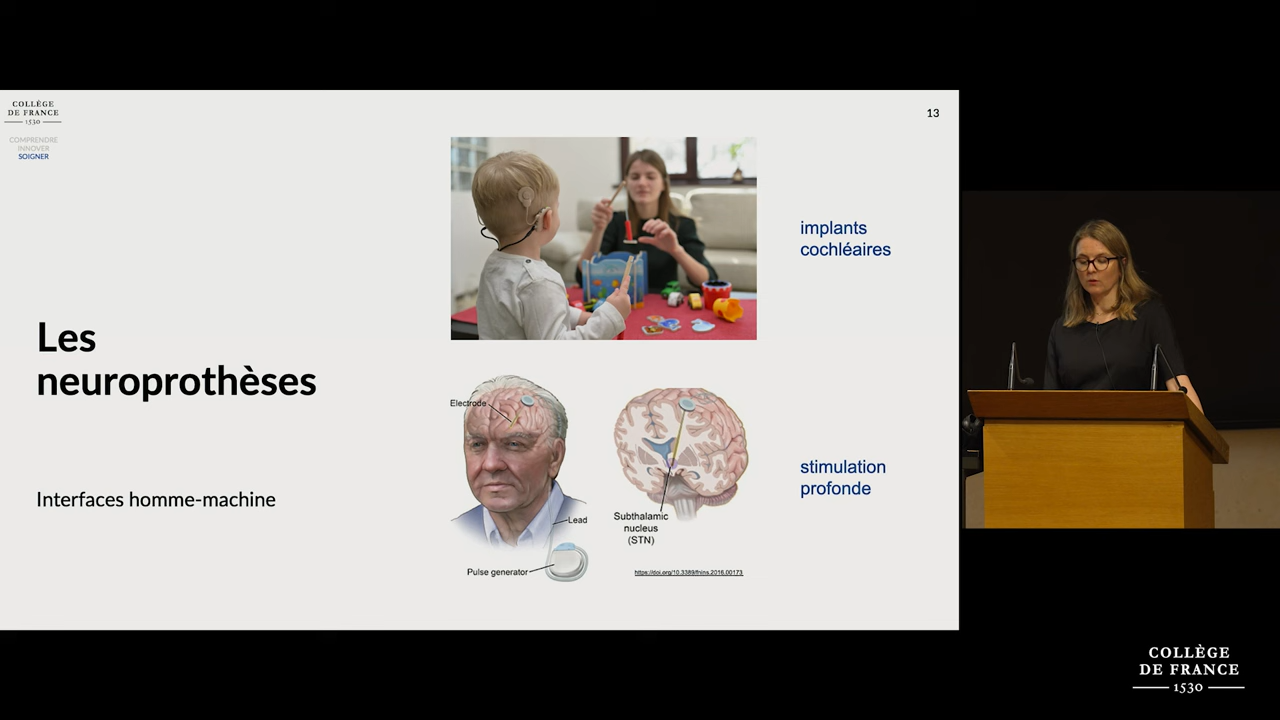 COLLÈGE
DE FRANCE
1530
COMPRENDRE
INNOVER
SOIGNER
13
Les
neuroprothèses
Interfaces homme-machine
implants
cochléaires
Electrode
Lead
Pulse generator
Subthalamic
nucleus
(STN)
https://doi.org/10.3389/fnins.2016.00173
stimulation
profonde
COLLÈGE
DE FRANCE
1530